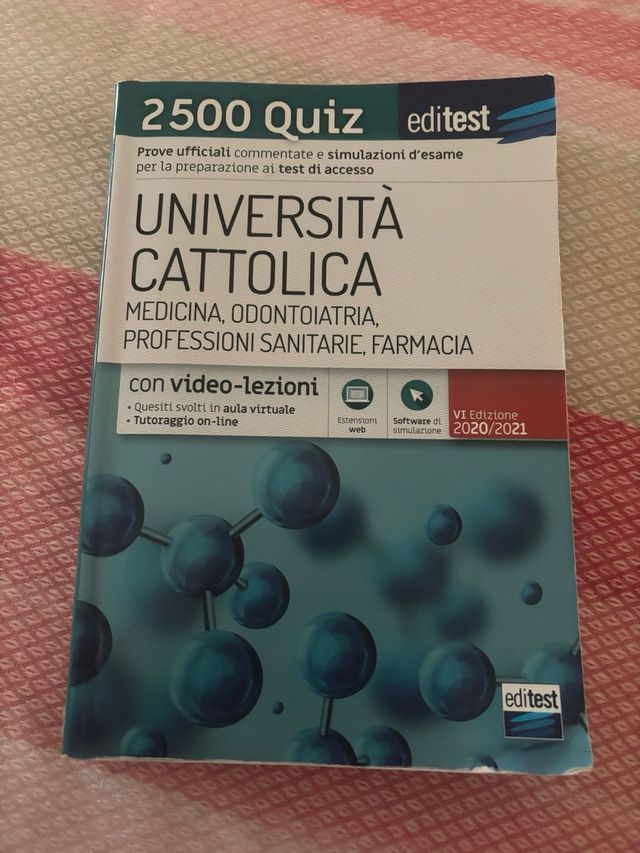 2500 Quiz
editest
Prove ufficiali commentate e simulazioni d'esame
per la preparazione ai test di accesso
UNIVERSITÀ
CATTOLICA
MEDICINA, ODONTOIATRIA,
PROFESSIONI SANITARIE, FARMACIA
con video-lezioni
• Quesiti svolti in aula virtuale
• Tutoraggio on-line
Estensioni
web
Software di
simulazione
VI Edizione
2020/2021
editest